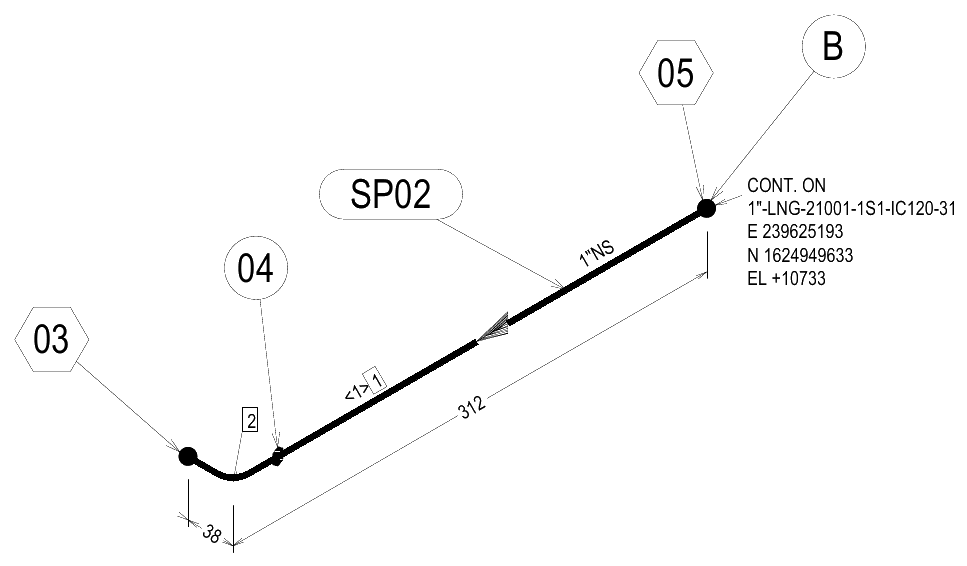 B
05
CONT. ON
1"-LNG-21001-1S1-IC120-31
E 239625193
N 1624949633
EL +10733
SP02
1"NS
04
03
<1> 1
312
2
38